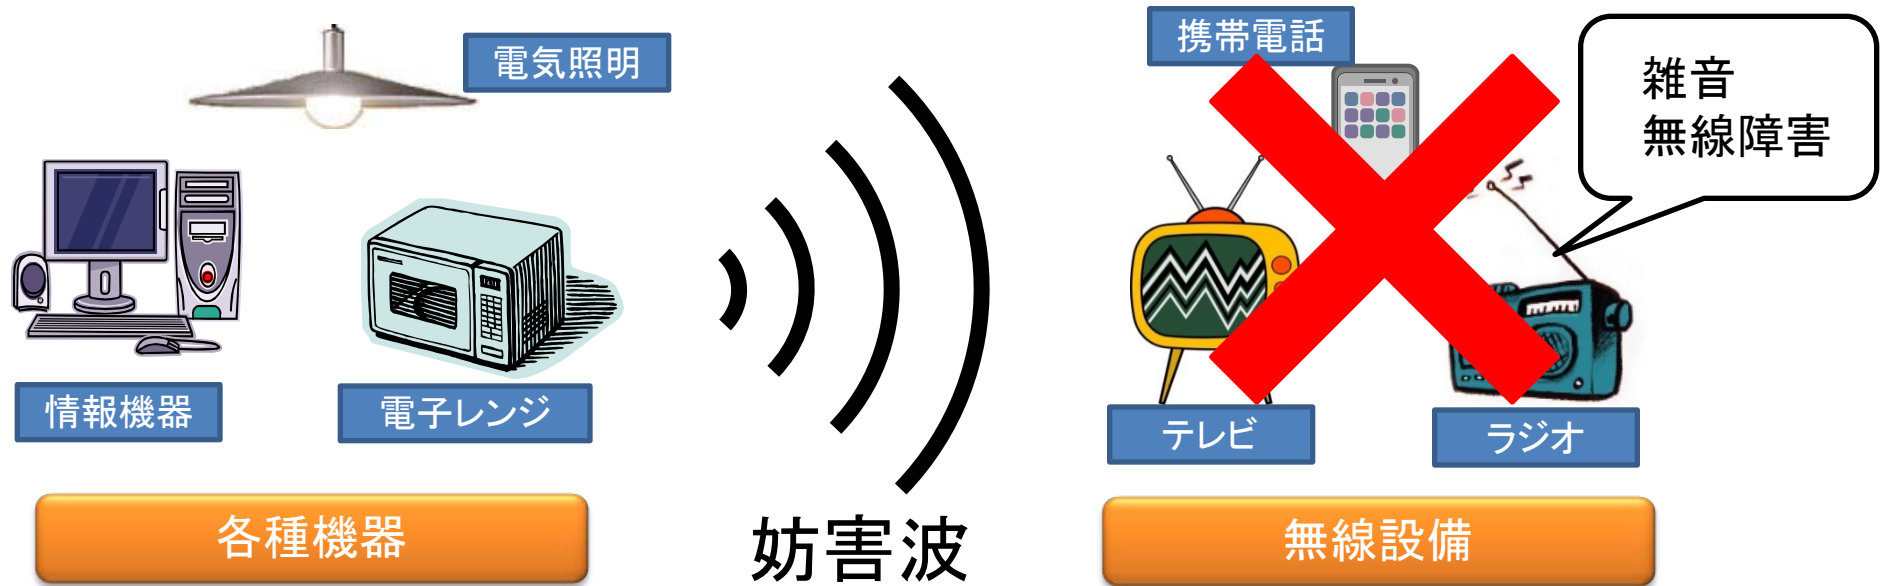 電気照明
情報機器
電子レンジ
各種機器
妨害波
携帯電話
雑音
無線障害
テレビ
ラジオ
無線設備